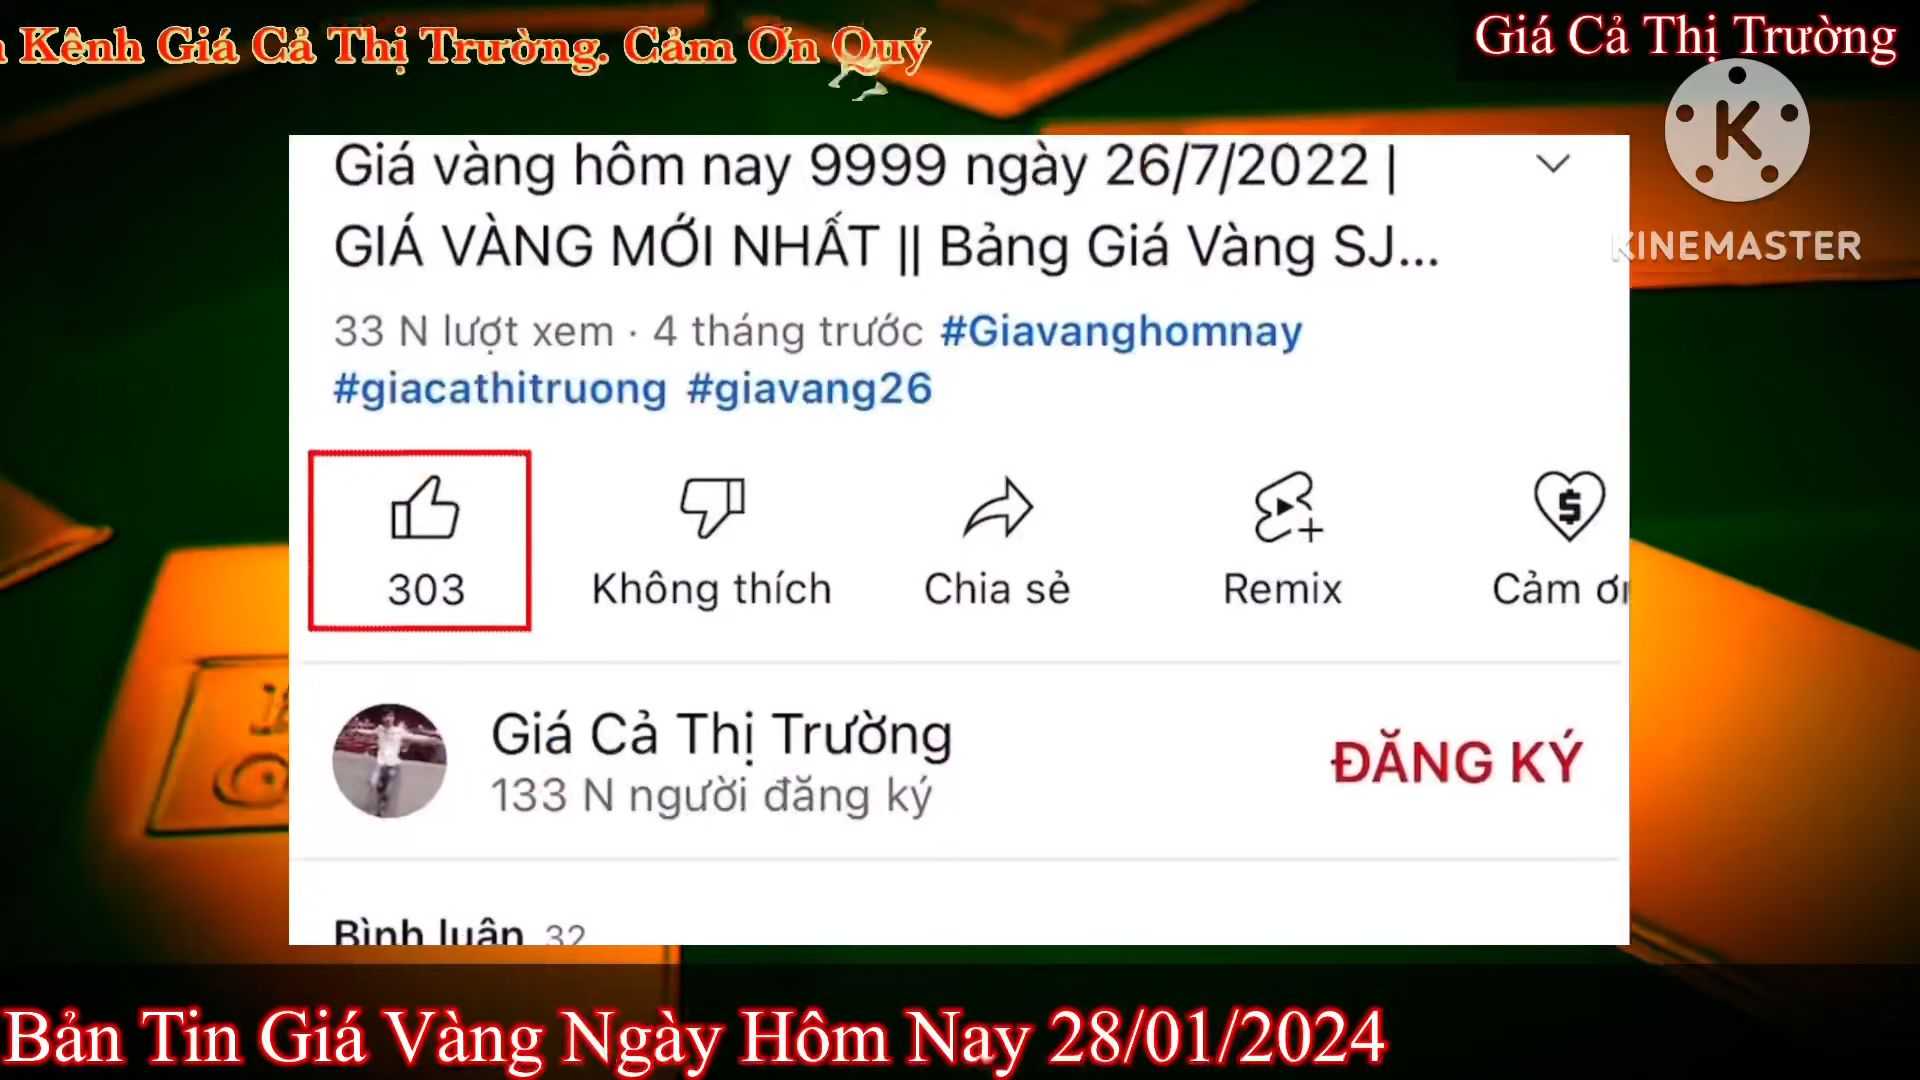 Kênh Giá Cả Thị Trường. Cảm Ơn Quý
Giá Cả Thị Trường
K
KINEMASTER
Giá vàng hôm nay 9999 ngày 26/7/2022 |
GIÁ VÀNG MỚI NHẤT || Bảng Giá Vàng SJ...
33 N lượt xem · 4 tháng trước #Giavanghomnay
#giacathitruong #giavang26
303
Không thích
Chia sẻ
Remix
Cảm ơn
Giá Cả Thị Trường
133 N người đăng ký
ĐĂNG KÝ
Bình luận 32
Bản Tin Giá Vàng Ngày Hôm Nay 28/01/2024